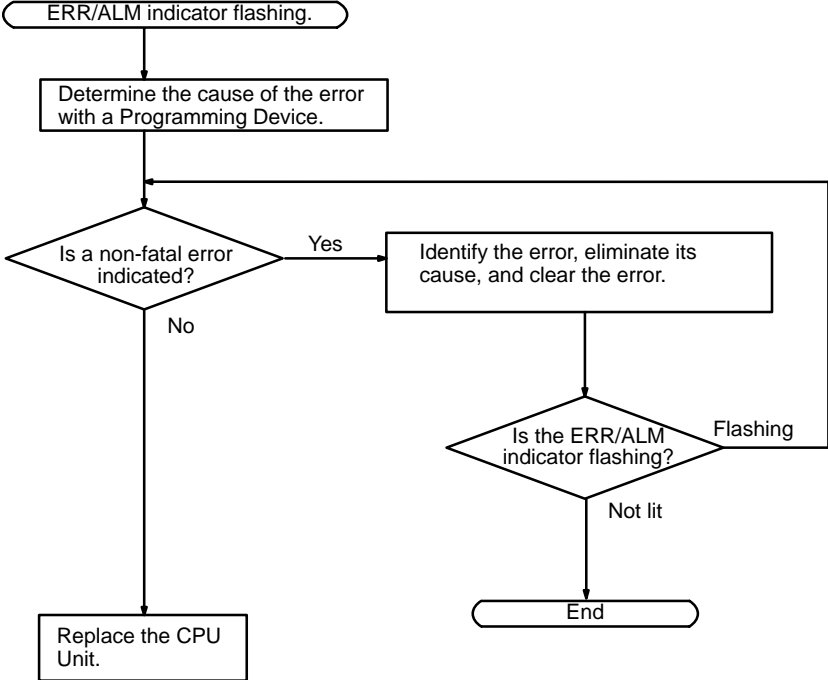 ERR/ALM indicator flashing.
Determine the cause of the error
with a Programming Device.
Is a non-fatal error
indicated?
Yes
No
Identify the error, eliminate its
cause, and clear the error.
Is the ERR/ALM
indicator flashing?
Flashing
Not lit
End
Replace the CPU
Unit.